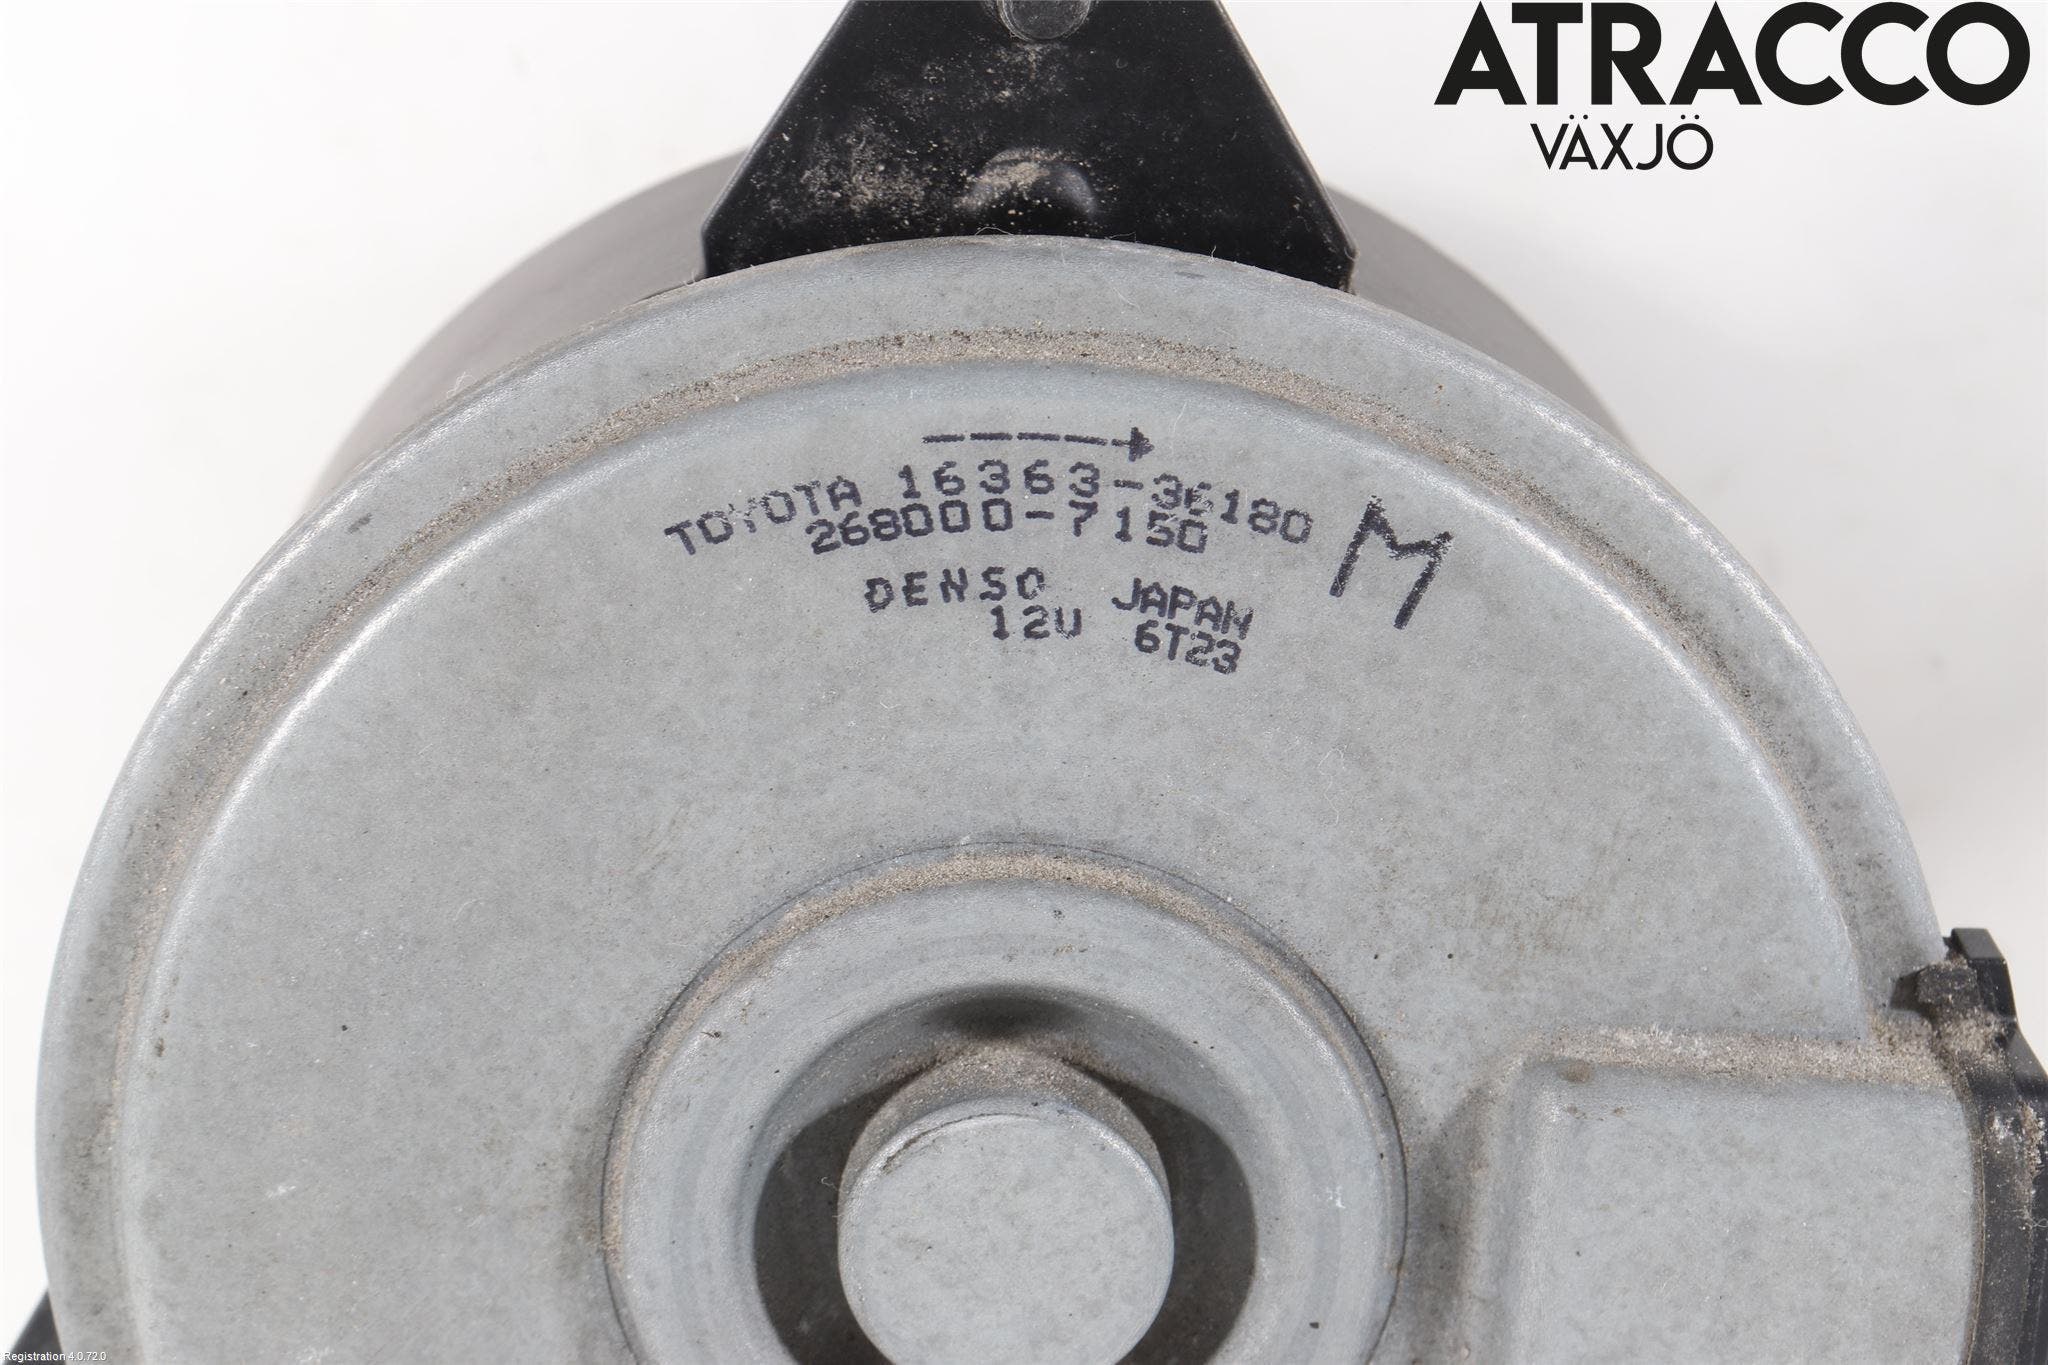 ATRACCO
VÄXJÖ
TOYOTA 16363-36180
268000-7150
M
DENSO JAPAN
12V 6T23
Registration 4.0.72.0